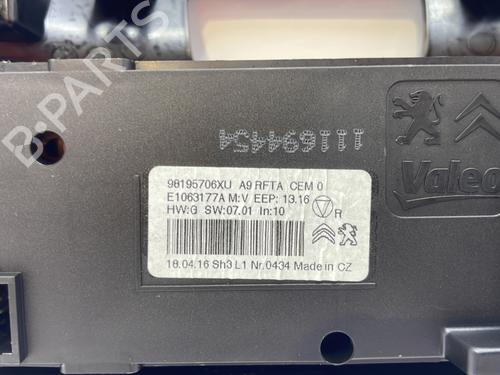 B-PARTS
111694454
Valeo
98195706XU A9 RFTA CEM 0
E1063177A M:V EEP: 13.16
HW:G SW:07.01 In:10
R
18.04.16 Sh3 L1 Nr.0434 Made in CZ